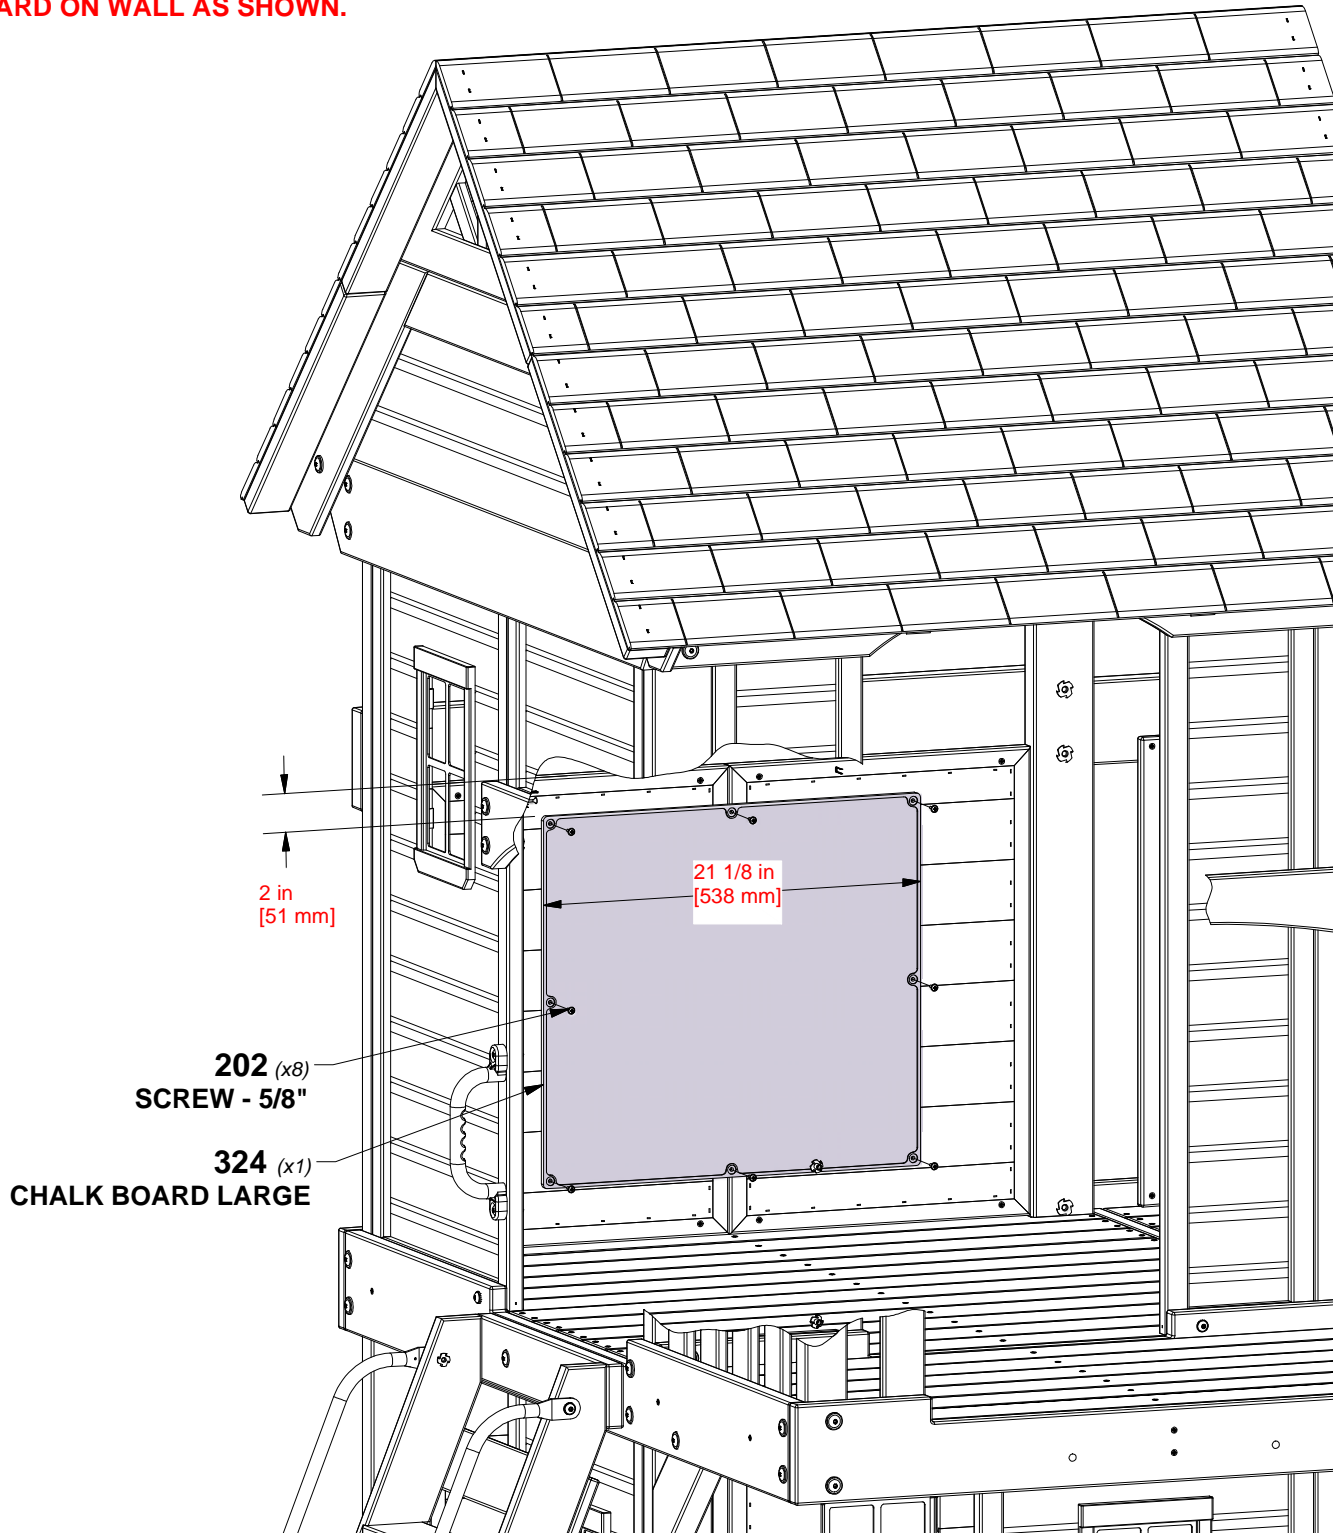 ARD ON WALL AS SHOWN.
21 1/8 in
[538 mm]
2 in
[51 mm]
202 (x8)
SCREW - 5/8"
324 (x1)
CHALK BOARD LARGE